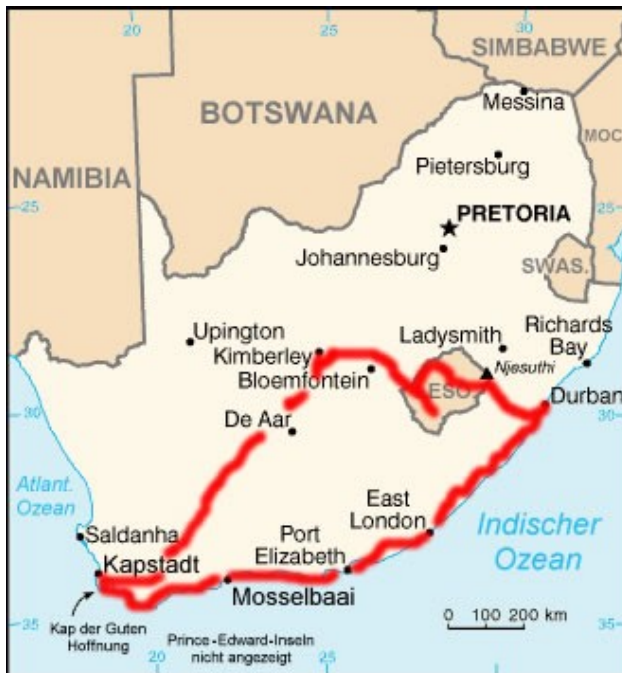 20
30
SIMBABWE
BOTSWANA
Messina
MOC
NAMIBIA
Pietersburg
25
25
PRETORIA
Johannesburg
SWAS.
Upington
Ladysmith
Richards
Bay
Kimberley
Njesuthi
Bloemfontein
ESO.
Durban
30
30
De Aar
Atlant.
Ozean
East
London
Indischer
Ozean
Saldanha
Port
Elizabeth
Kapstadt
Mosselbaai
Kap der Guten
Hoffnung
0 100 200 km
35
35
Prince-Edward-Inseln
nicht angezeigt
20
25
30